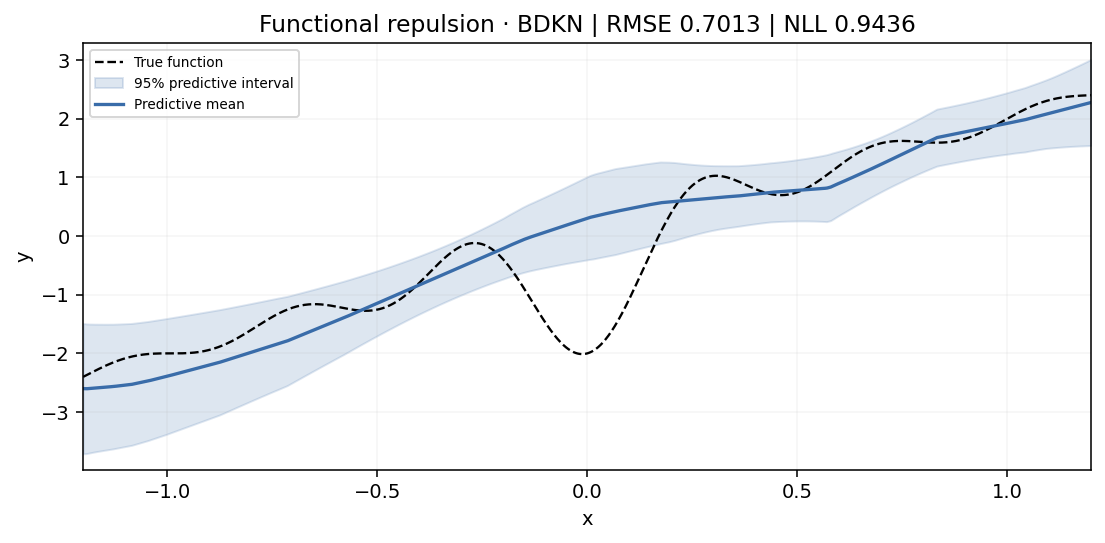 Functional repulsion · BDKN | RMSE 0.7013 | NLL 0.9436
True function
95% predictive interval
Predictive mean
3
2
1
0
−1
−2
−3
y
−1.0
−0.5
0.0
0.5
1.0
x